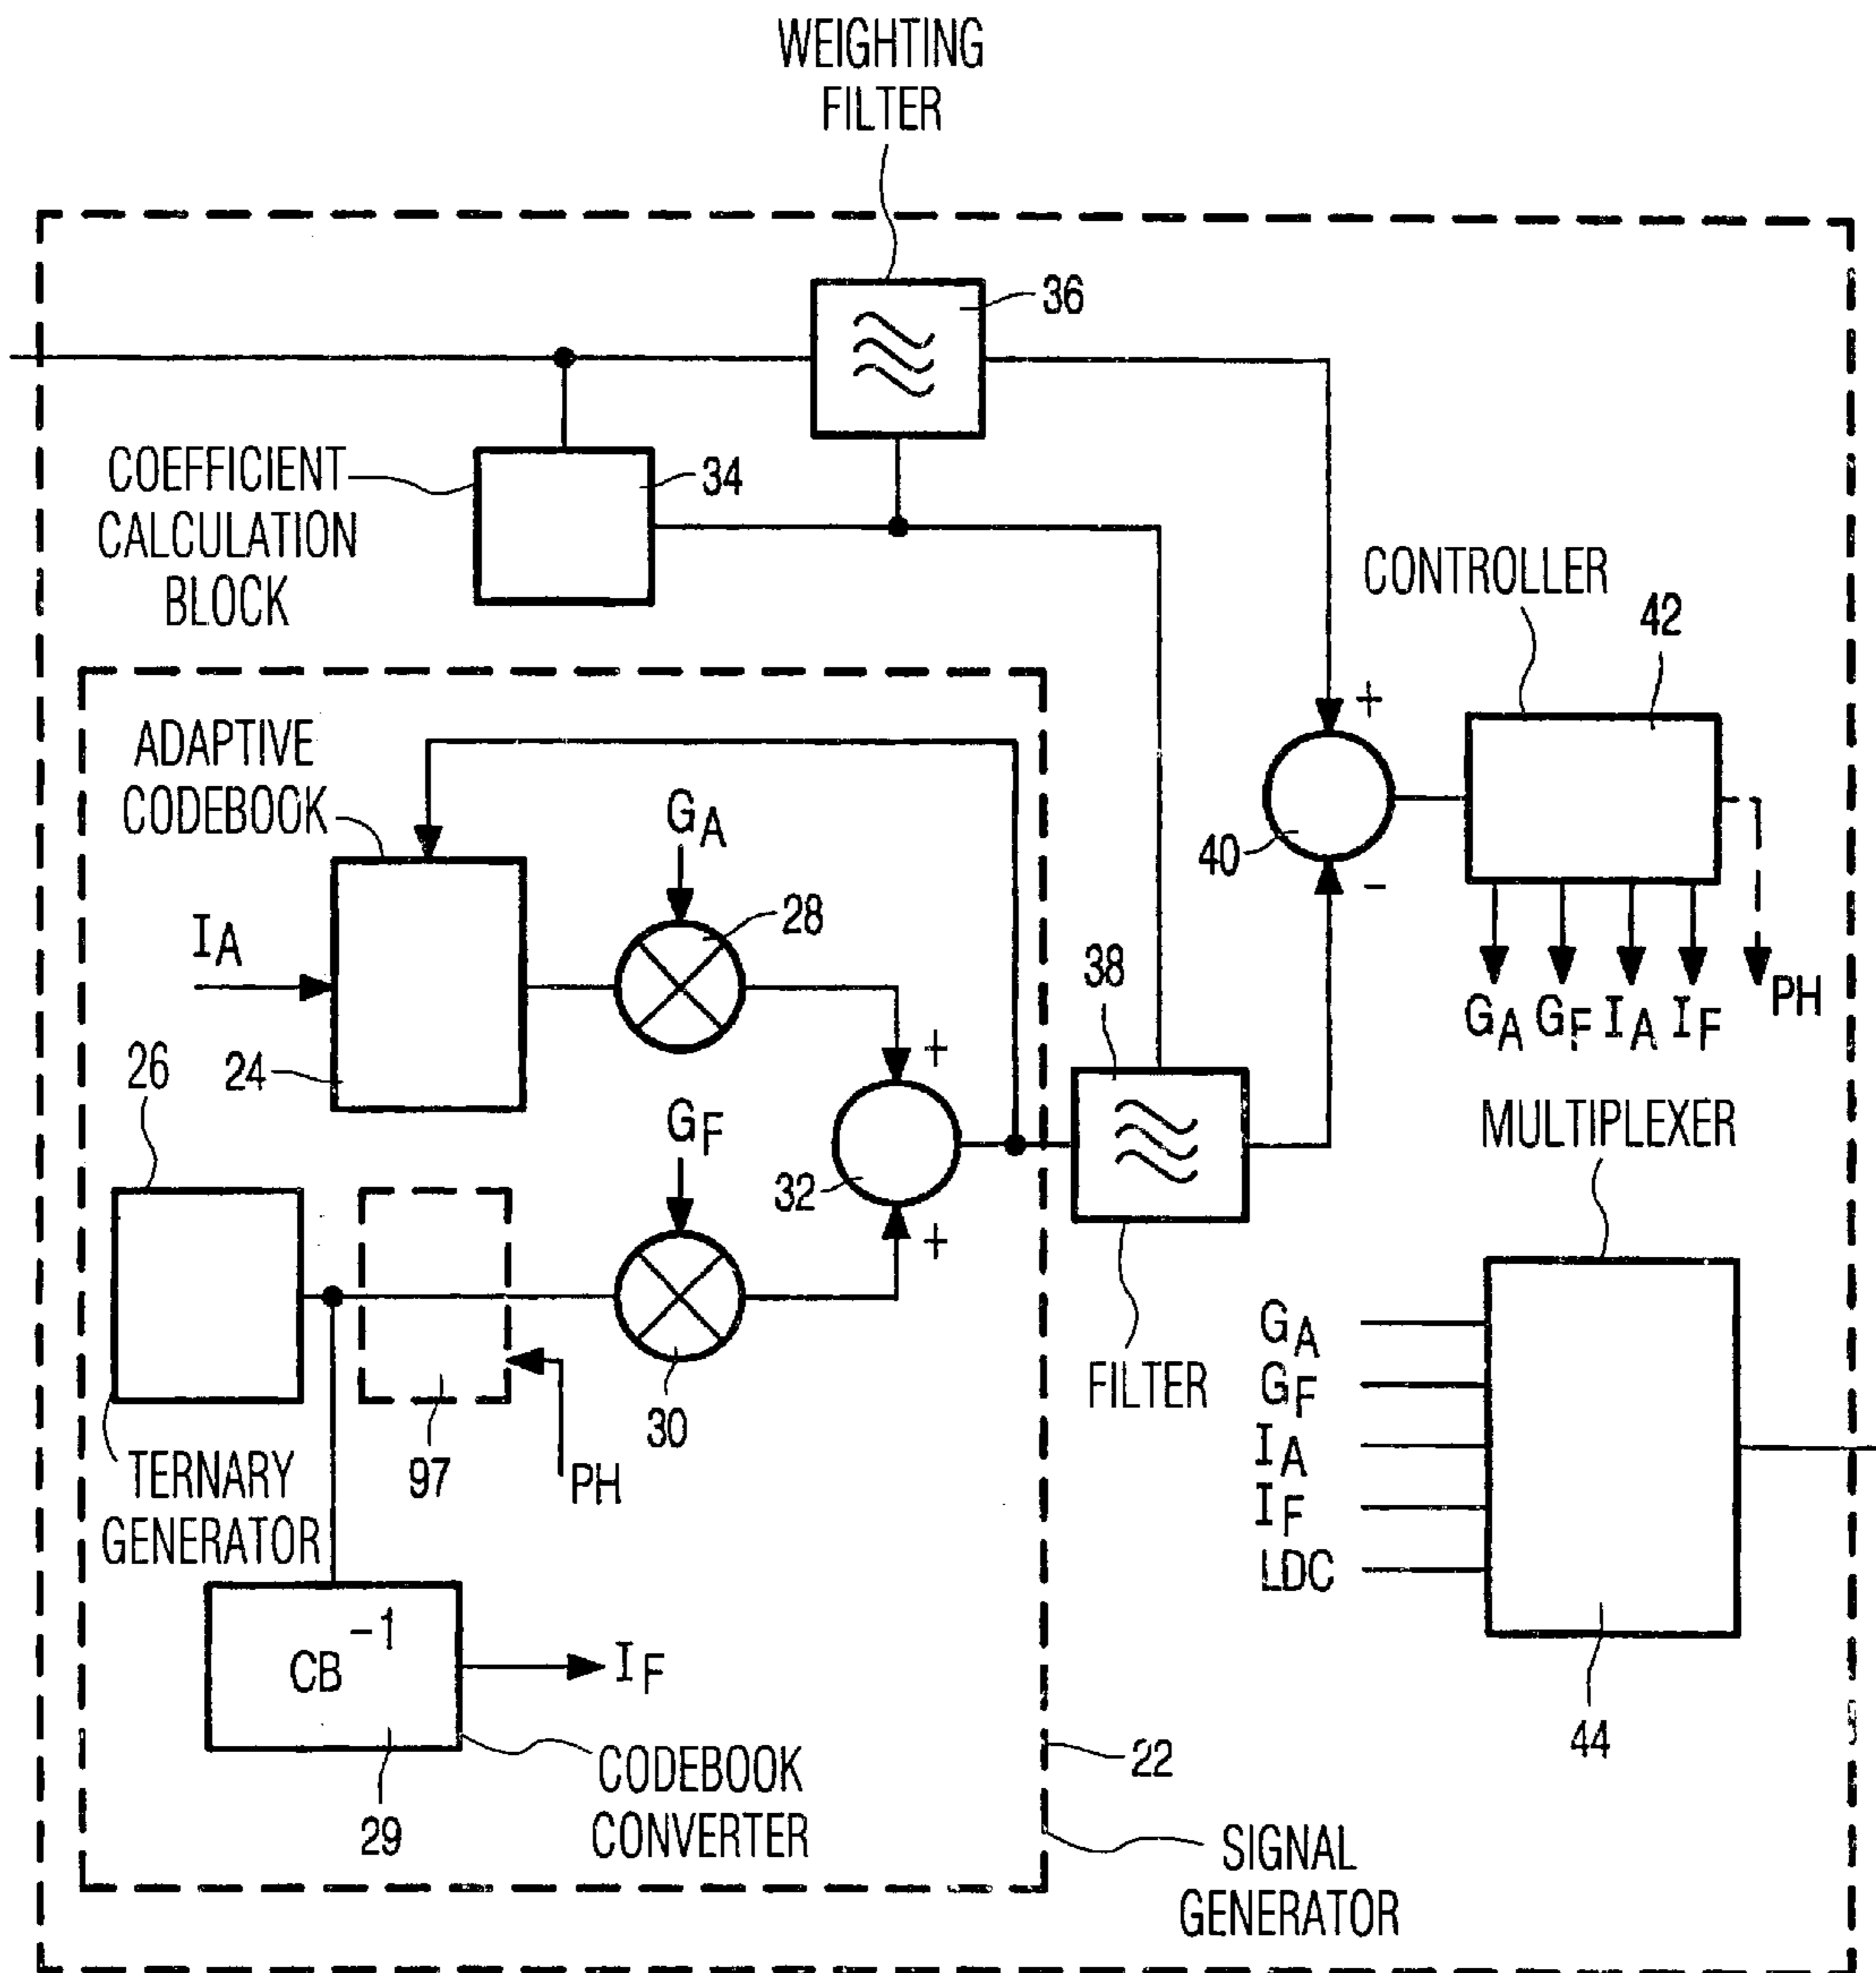 WEIGHTING
FILTER
36
COEFFICIENT
CALCULATION
BLOCK
34
CONTROLLER
42
ADAPTIVE
CODEBOOK
GA
28
+
40
-
IA
24
+
38
GA GF IA IF PH
26
GF
32
+
MULTIPLEXER
30
FILTER
GA
GF
IA
IF
LDC
97
PH
TERNARY
GENERATOR
CB-1
IF
44
29
CODEBOOK
CONVERTER
22
SIGNAL
GENERATOR